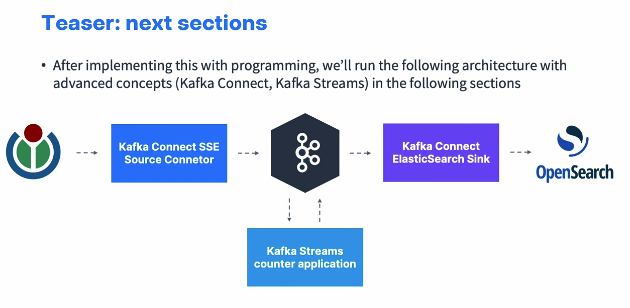 Teaser: next sections
• After implementing this with programming, we'll run the following architecture with
advanced concepts (Kafka Connect, Kafka Streams) in the following sections
Kafka Connect SSE
Source Connetor
Kafka Connect
ElasticSearch Sink
OpenSearch
Kafka Streams
counter application